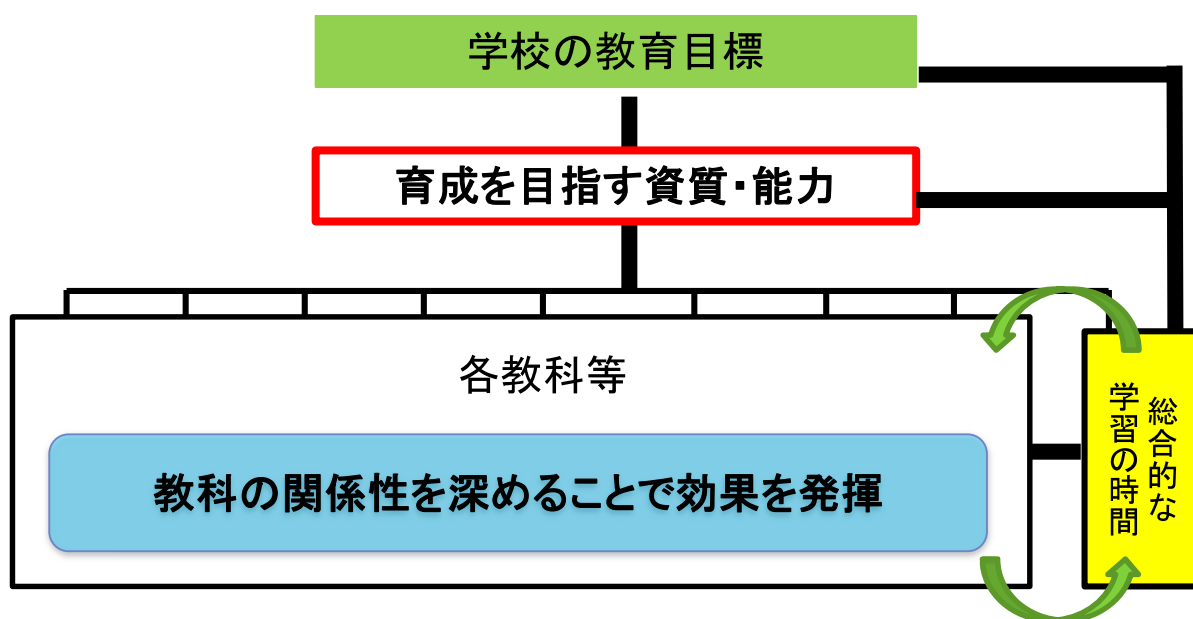 学校の教育目標
育成を目指す資質・能力
各教科等
教科の関係性を深めることで効果を発揮
総合的な
学習の時間